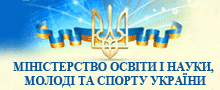 МІНІСТЕРСТВО ОСВІТИ І НАУКИ,
МОЛОДІ ТА СПОРТУ УКРАЇНИ